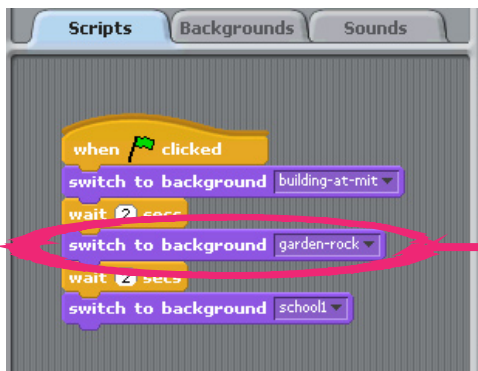 Scripts Backgrounds Sounds
when clicked
switch to background building-at-mit
wait 2 secs
switch to background garden-rock
wait 2 secs
switch to background school1